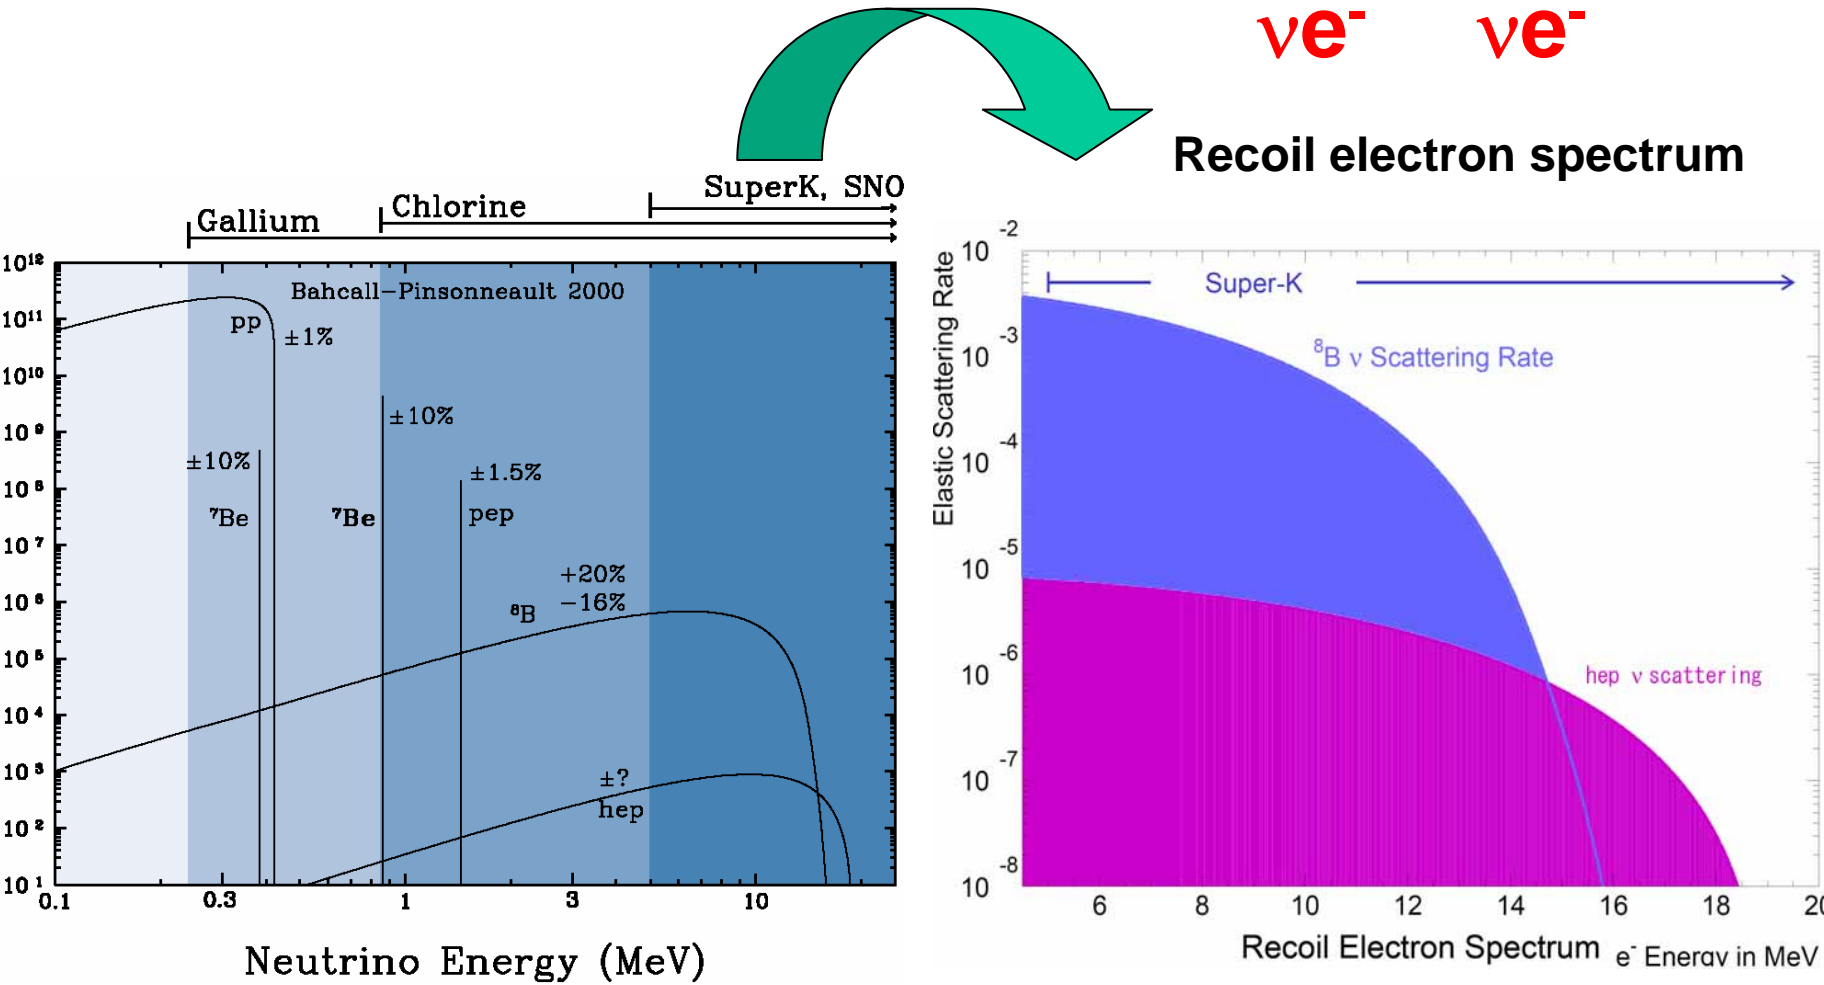 νe⁻ νe⁻
Recoil electron spectrum
SuperK, SNO
Chlorine
Gallium
10¹²
10¹¹
10¹⁰
10⁹
10⁸
10⁷
10⁶
10⁵
10⁴
10³
10²
10¹
Bahcall–Pinsonneault 2000
pp
±1%
±10%
±10%
±1.5%
⁷Be
⁷Be
pep
+20%
−16%
⁸B
±?
hep
0.1 0.3 1 3 10
Neutrino Energy (MeV)
Elastic Scattering Rate
10⁻²
10⁻³
10⁻⁴
10⁻⁵
10⁻⁶
10⁻⁷
10⁻⁸
Super-K
⁸B ν Scattering Rate
hep ν scattering
6 8 10 12 14 16 18 20
Recoil Electron Spectrum e⁻ Energy in MeV